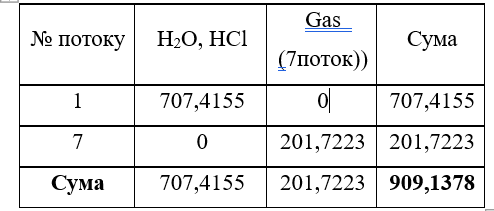 № потоку H₂O, HCl Gas (7поток)) Сума
1 707,4155 0 707,4155
7 0 201,7223 201,7223
Сума 707,4155 201,7223 909,1378